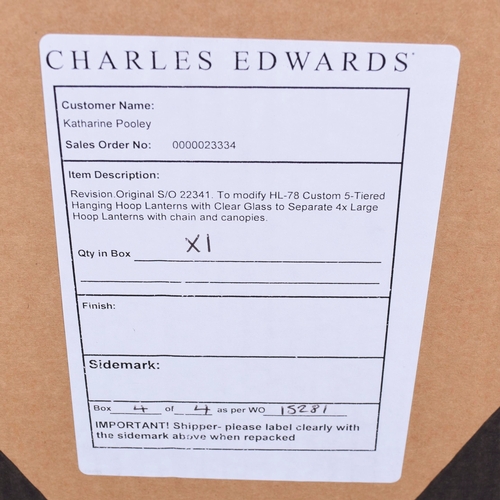 CHARLES EDWARDS
Customer Name:
Katharine Pooley
Sales Order No: 0000023334
Item Description:
Revision.Original S/O 22341. To modify HL-78 Custom 5-Tiered
Hanging Hoop Lanterns with Clear Glass to Separate 4x Large
Hoop Lanterns with chain and canopies.
Qty in Box X1
Finish:
Sidemark:
Box 4 of 4 as per WO 15281
IMPORTANT! Shipper- please label clearly with
the sidemark above when repacked